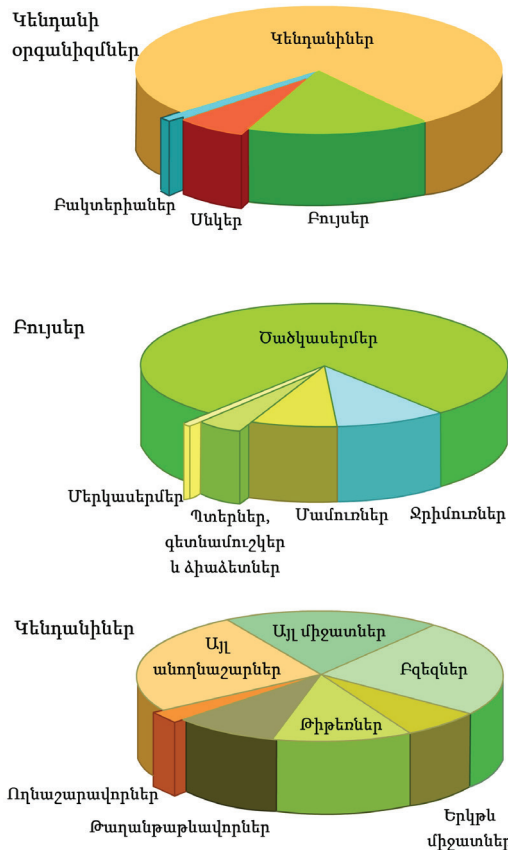 Կենդանի
օրգանիզմներ
Կենդանիներ
Բակտերիաներ
Սնկեր
Բույսեր
Բույսեր
Ծածկասերմեր
Մերկասերմեր
Պտերներ,
գետնամուշկեր
և ձիաձետներ
Մամուռներ
Ջրիմուռներ
Կենդանիներ
Այլ
անողնաշարներ
Այլ միջատներ
Բզեզներ
Թիթեռներ
Ողնաշարավորներ
Թաղանթաթևավորներ
Երկթև
միջատներ